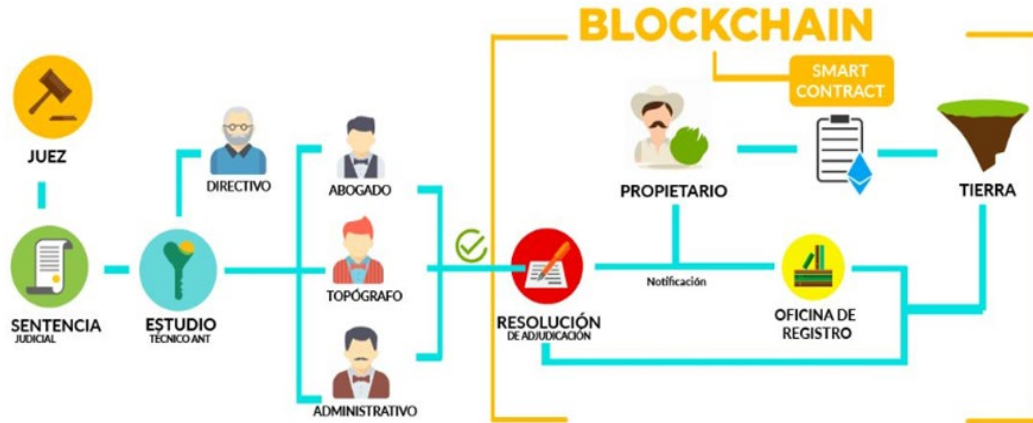 BLOCKCHAIN
SMART
CONTRACT
JUEZ
DIRECTIVO
ABOGADO
PROPIETARIO
TIERRA
SENTENCIA
JUDICIAL
ESTUDIO
TÉCNICO ANT
TOPÓGRAFO
RESOLUCIÓN
DE ADJUDICACIÓN
Notificación
OFICINA DE
REGISTRO
ADMINISTRATIVO